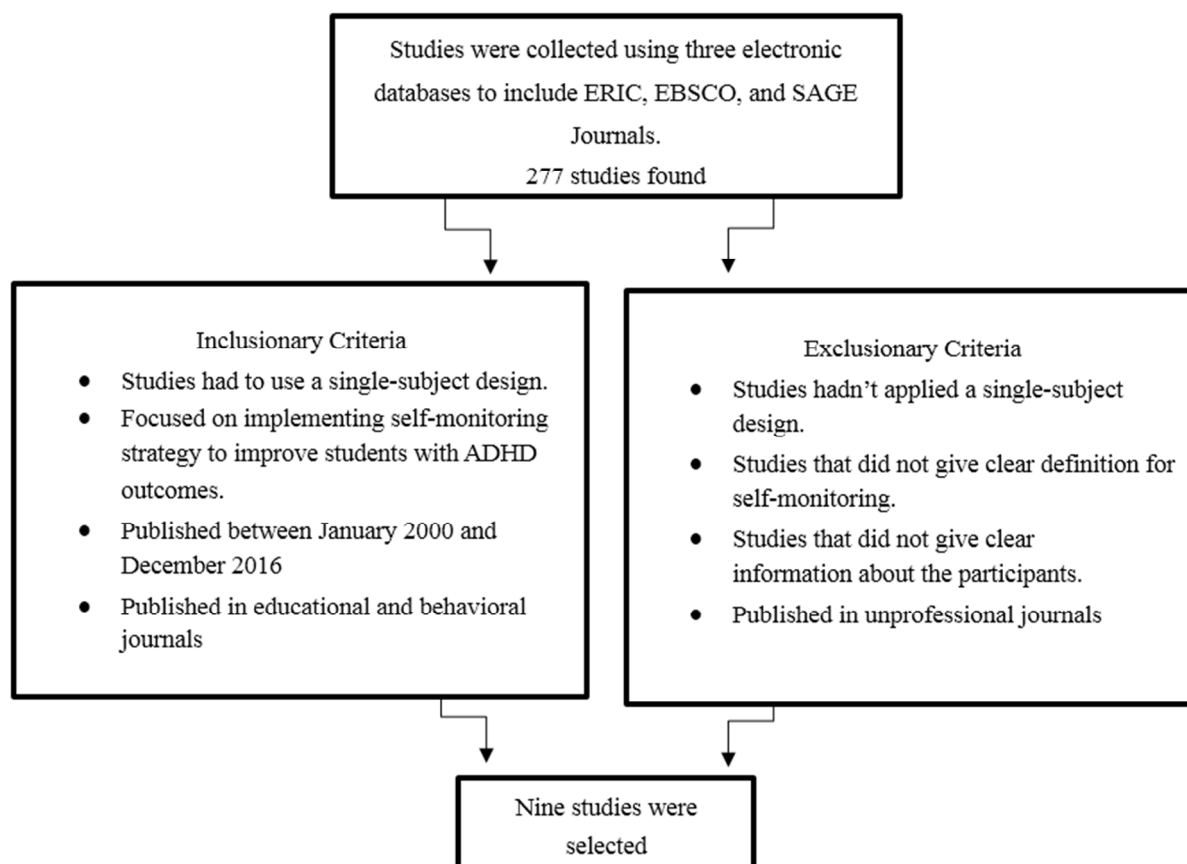 Studies were collected using three electronic
databases to include ERIC, EBSCO, and SAGE
Journals.
277 studies found
Inclusionary Criteria
● Studies had to use a single-subject design.
● Focused on implementing self-monitoring
strategy to improve students with ADHD
outcomes.
● Published between January 2000 and
December 2016
● Published in educational and behavioral
journals
Exclusionary Criteria
● Studies hadn’t applied a single-subject
design.
● Studies that did not give clear definition for
self-monitoring.
● Studies that did not give clear
information about the participants.
● Published in unprofessional journals
Nine studies were
selected